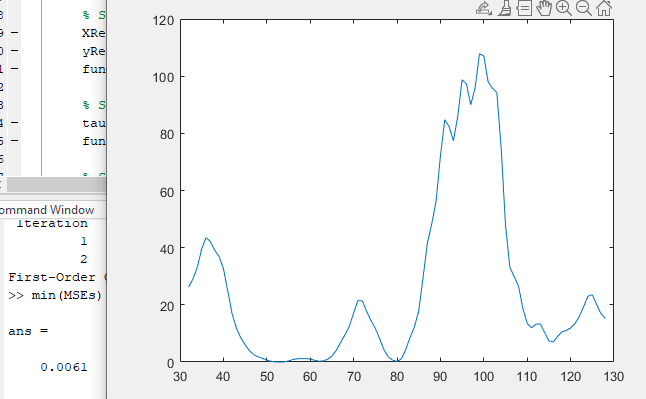 % S
XRe
yRe
fun
% S
tau
fun
ommand Window
Iteration
1
2
First-Order
>> min(MSEs)
ans =
0.0061
120
100
80
60
40
20
0
30 40 50 60 70 80 90 100 110 120 130